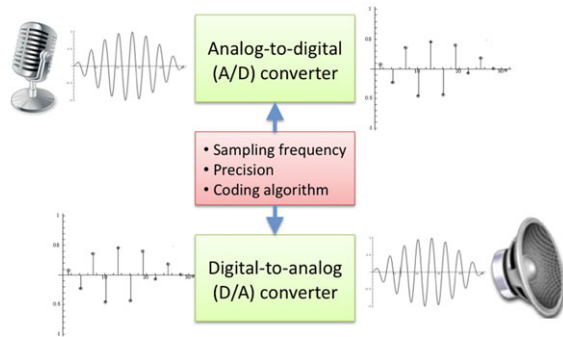 Analog-to-digital
(A/D) converter
• Sampling frequency
• Precision
• Coding algorithm
Digital-to-analog
(D/A) converter